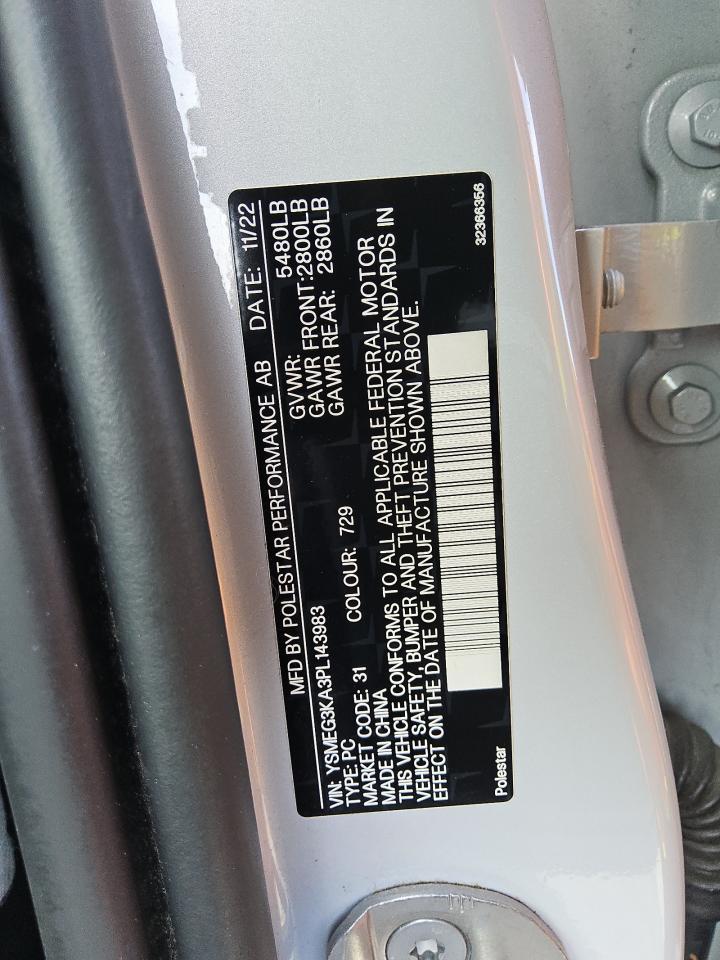 MFD BY POLESTAR PERFORMANCE AB DATE: 11/22
VIN: YSMEG3KA3PL143983 GVWR: 5480LB
TYPE: PC GAWR FRONT:2800LB
MARKET CODE: 31 COLOUR: 729 GAWR REAR: 2860LB
MADE IN CHINA
THIS VEHICLE CONFORMS TO ALL APPLICABLE FEDERAL MOTOR
VEHICLE SAFETY, BUMPER AND THEFT PREVENTION STANDARDS IN
EFFECT ON THE DATE OF MANUFACTURE SHOWN ABOVE.
Polestar 32366356